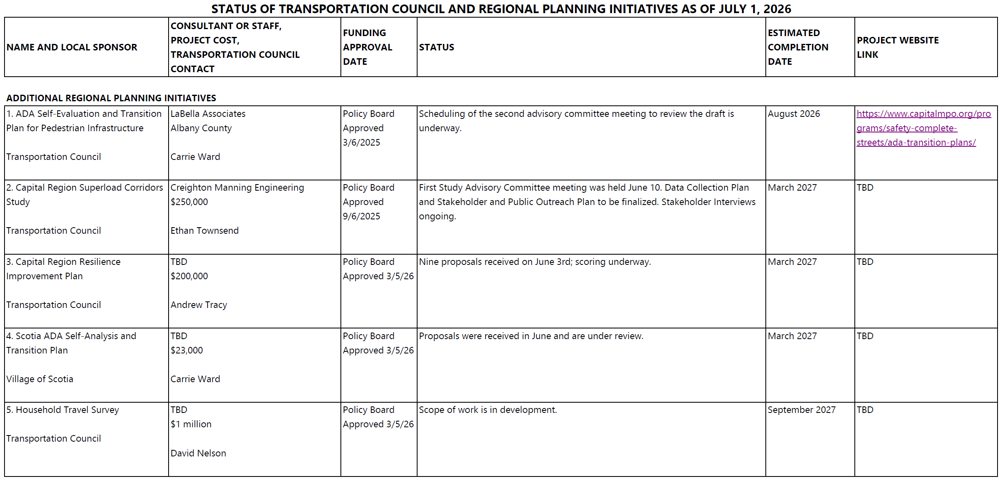 STATUS OF TRANSPORTATION COUNCIL AND REGIONAL PLANNING INITIATIVES AS OF JULY 1, 2026
NAME AND LOCAL SPONSOR
CONSULTANT OR STAFF,
PROJECT COST,
TRANSPORTATION COUNCIL
CONTACT
FUNDING
APPROVAL
DATE
STATUS
ESTIMATED
COMPLETION
DATE
PROJECT WEBSITE
LINK
ADDITIONAL REGIONAL PLANNING INITIATIVES
1. ADA Self-Evaluation and Transition
Plan for Pedestrian Infrastructure
Transportation Council
LaBella Associates
Albany County
Carrie Ward
Policy Board
Approved
3/6/2025
Scheduling of the second advisory committee meeting to review the draft is
underway.
August 2026
https://www.capitalmpo.org/pro
grams/safety-complete-
streets/ada-transition-plans/
2. Capital Region Superload Corridors
Study
Transportation Council
Creighton Manning Engineering
$250,000
Ethan Townsend
Policy Board
Approved
9/6/2025
First Study Advisory Committee meeting was held June 10. Data Collection Plan
and Stakeholder and Public Outreach Plan to be finalized. Stakeholder Interviews
ongoing.
March 2027
TBD
3. Capital Region Resilience
Improvement Plan
Transportation Council
TBD
$200,000
Andrew Tracy
Policy Board
Approved 3/5/26
Nine proposals received on June 3rd; scoring underway.
March 2027
TBD
4. Scotia ADA Self-Analysis and
Transition Plan
Village of Scotia
TBD
$23,000
Carrie Ward
Policy Board
Approved 3/5/26
Proposals were received in June and are under review.
March 2027
TBD
5. Household Travel Survey
Transportation Council
TBD
$1 million
David Nelson
Policy Board
Approved 3/5/26
Scope of work is in development.
September 2027
TBD